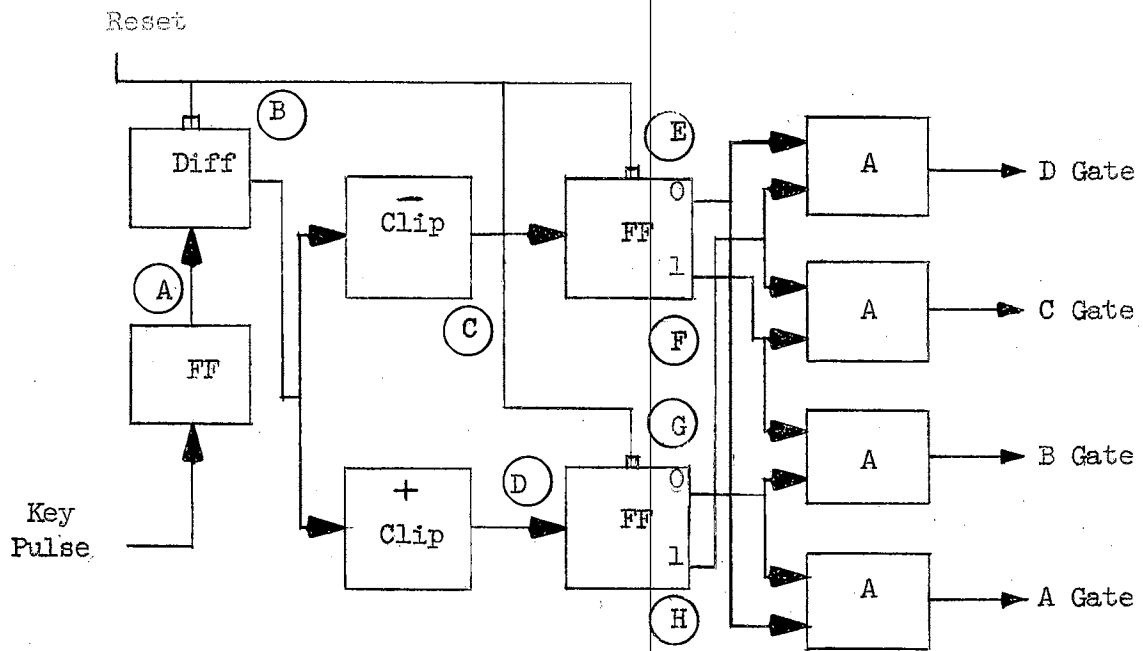 Reset
B
E
Diff
A
D Gate
0
— Clip
FF
1
A
C
A
C Gate
F
FF
G
0
A
B Gate
D
+
Clip
FF
1
Key
Pulse
A
A Gate
H